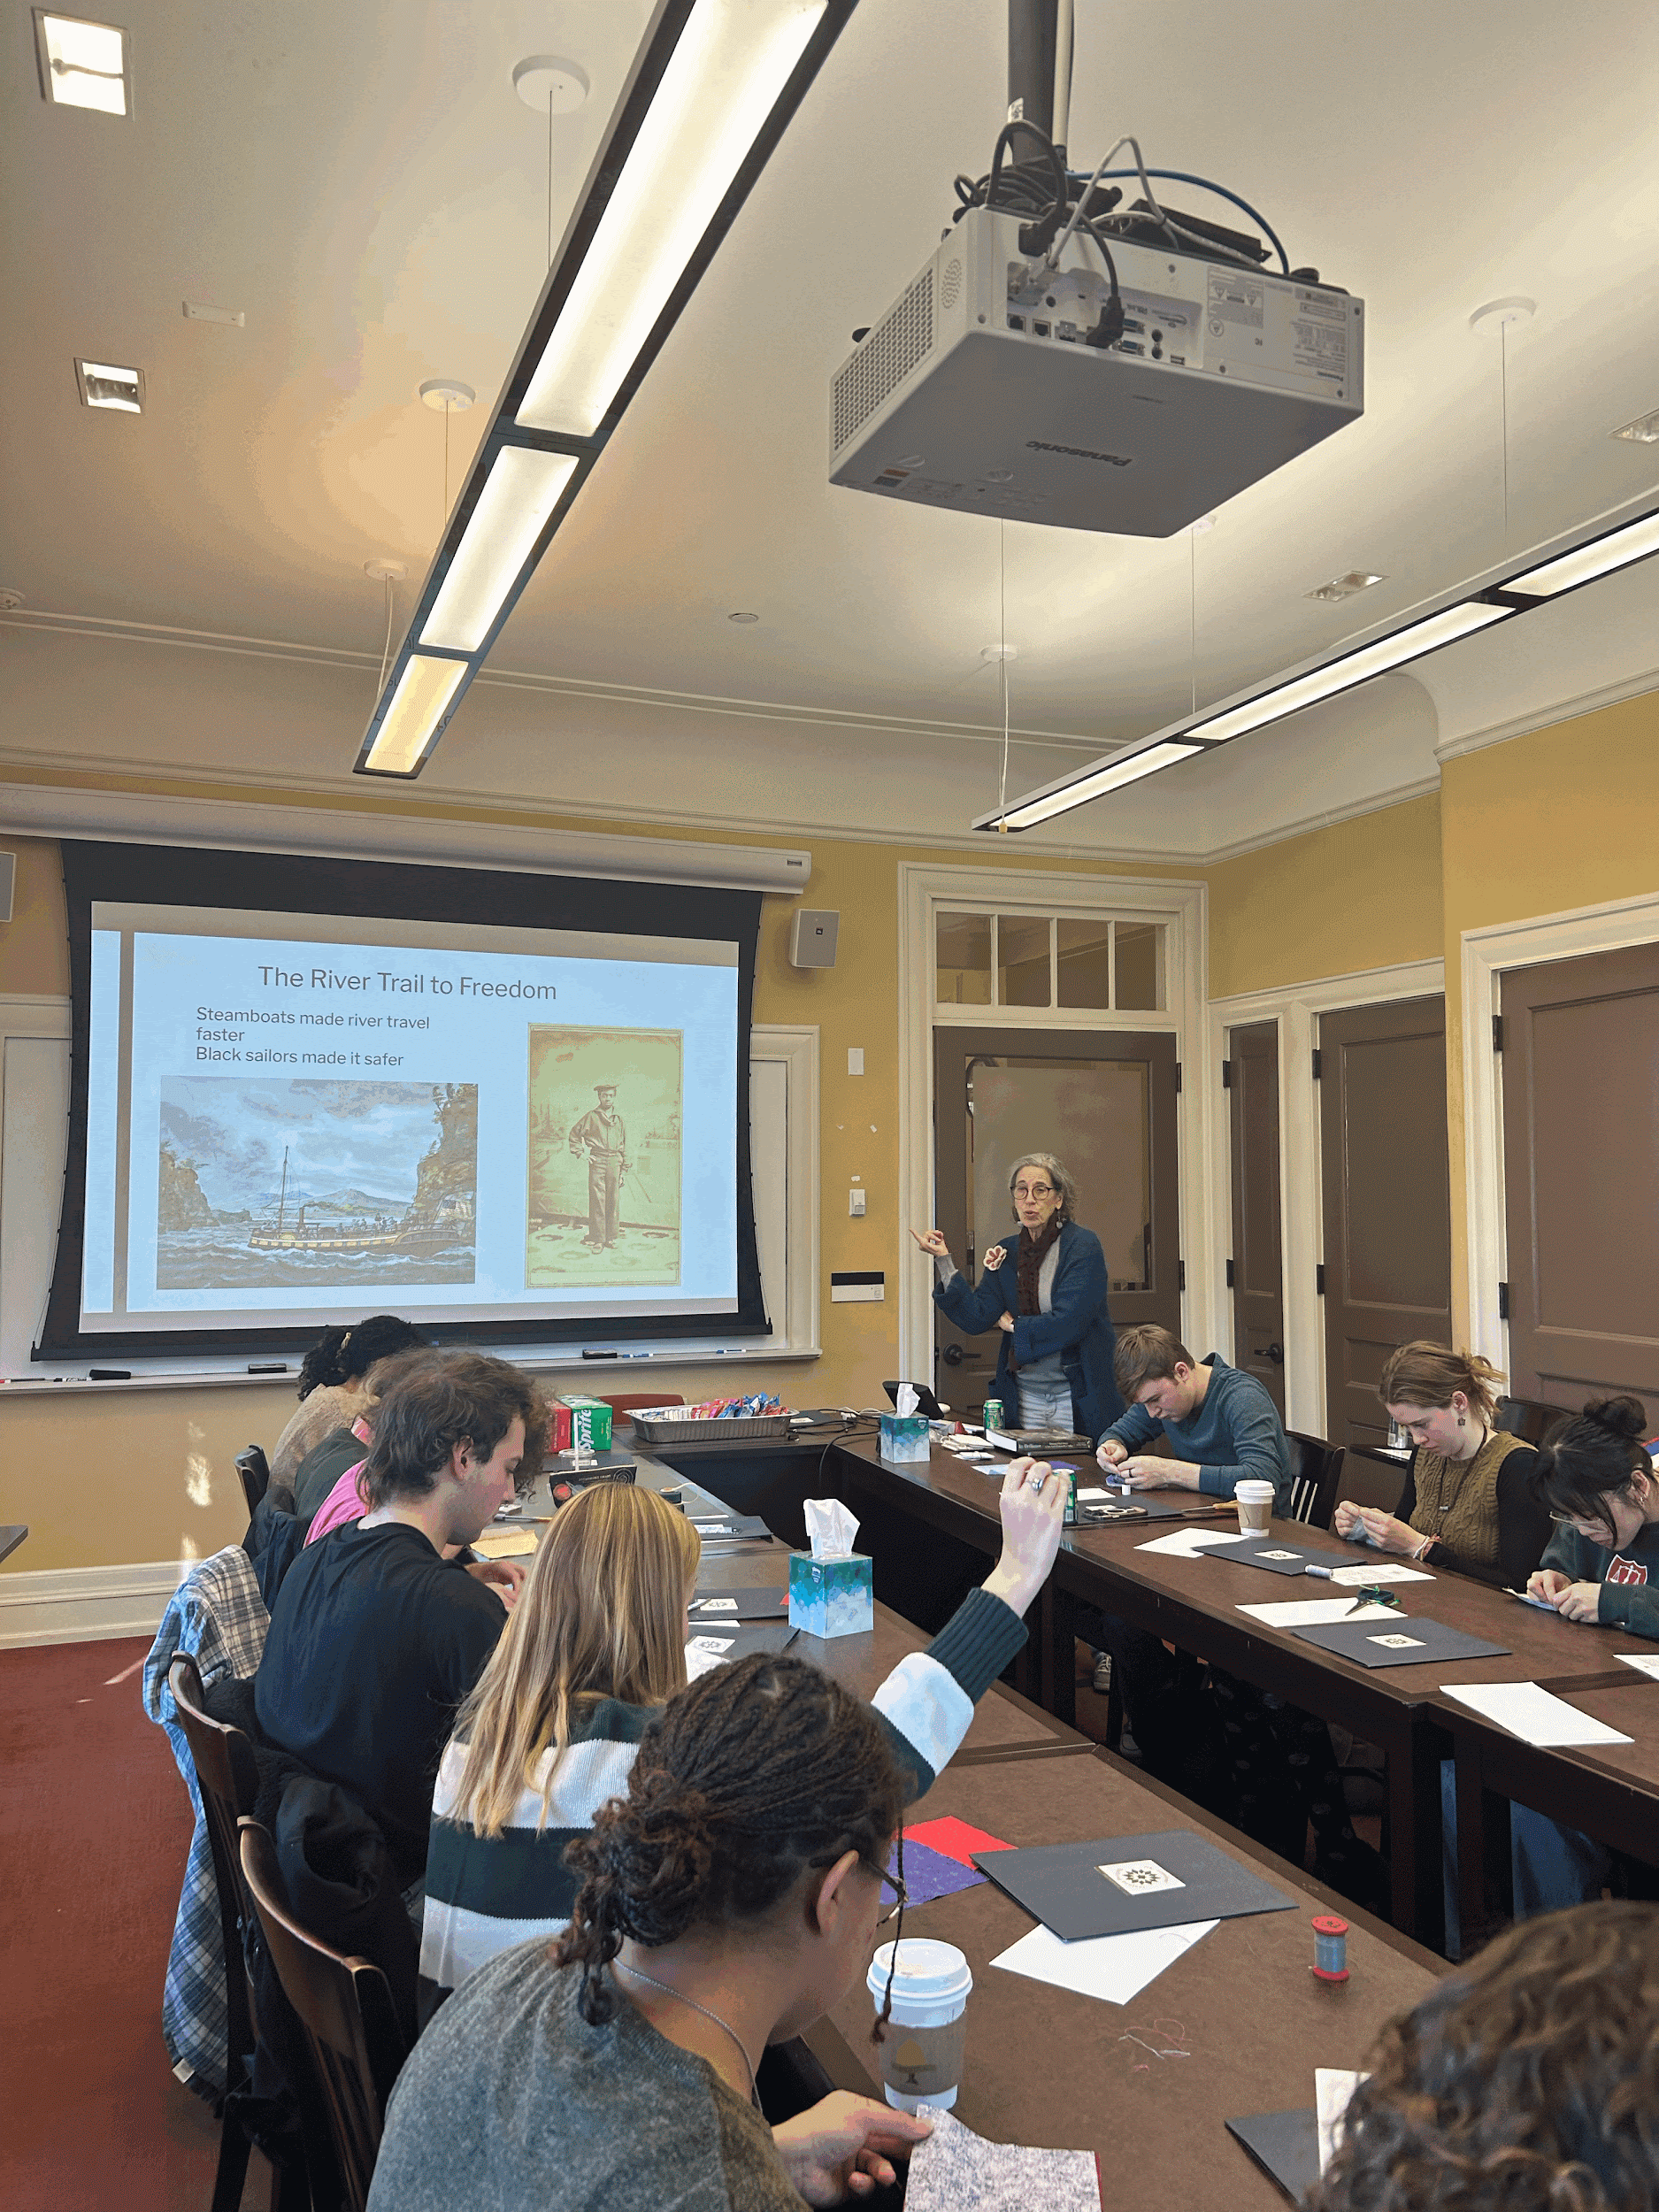 Panasonic
The River Trail to Freedom
Steamboats made river travel
faster
Black sailors made it safer
Sprite